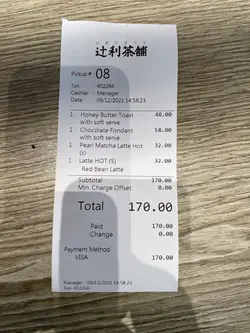 辻利茶舗
Pickup# 08
Txn : 402266
Cashier : Manager
Date : 09/12/2021 14:58:23
1 Honey Butter Toast 48.00
with soft serve
1 Chocolate Fondant 58.00
with soft serve
1 Pearl Matcha Latte Hot 32.00
(s)
1 Latte HOT (S) 32.00
Red Bean Latte
Subtotal 170.00
Min. Charge Offset 0.00
Total 170.00
Paid 170.00
Change 0.00
Payment Method
VISA 170.00
Manager : 09/12/2021 14:58:23